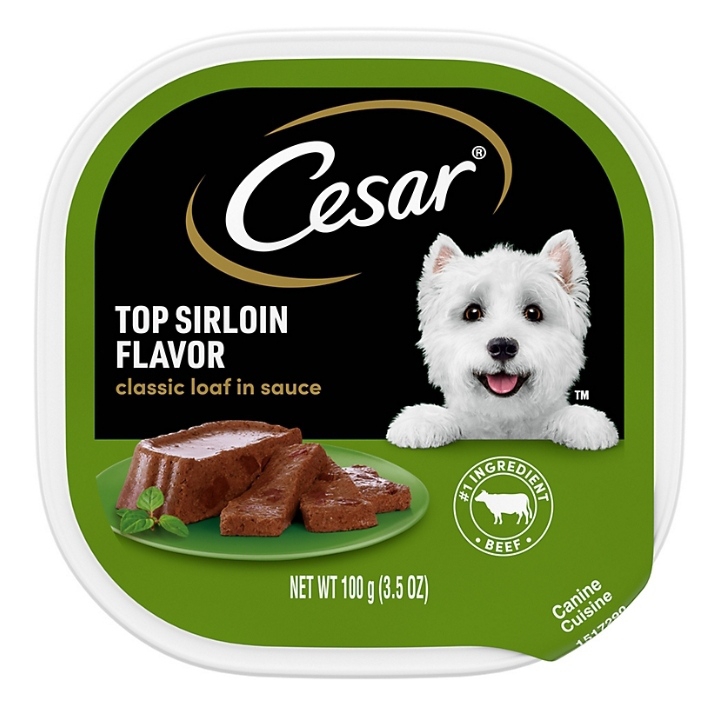 Cesar®
TOP SIRLOIN
FLAVOR
classic loaf in sauce
TM
#1 INGREDIENT
• BEEF •
NET WT 100 g (3.5 OZ)
Canine
Cuisine